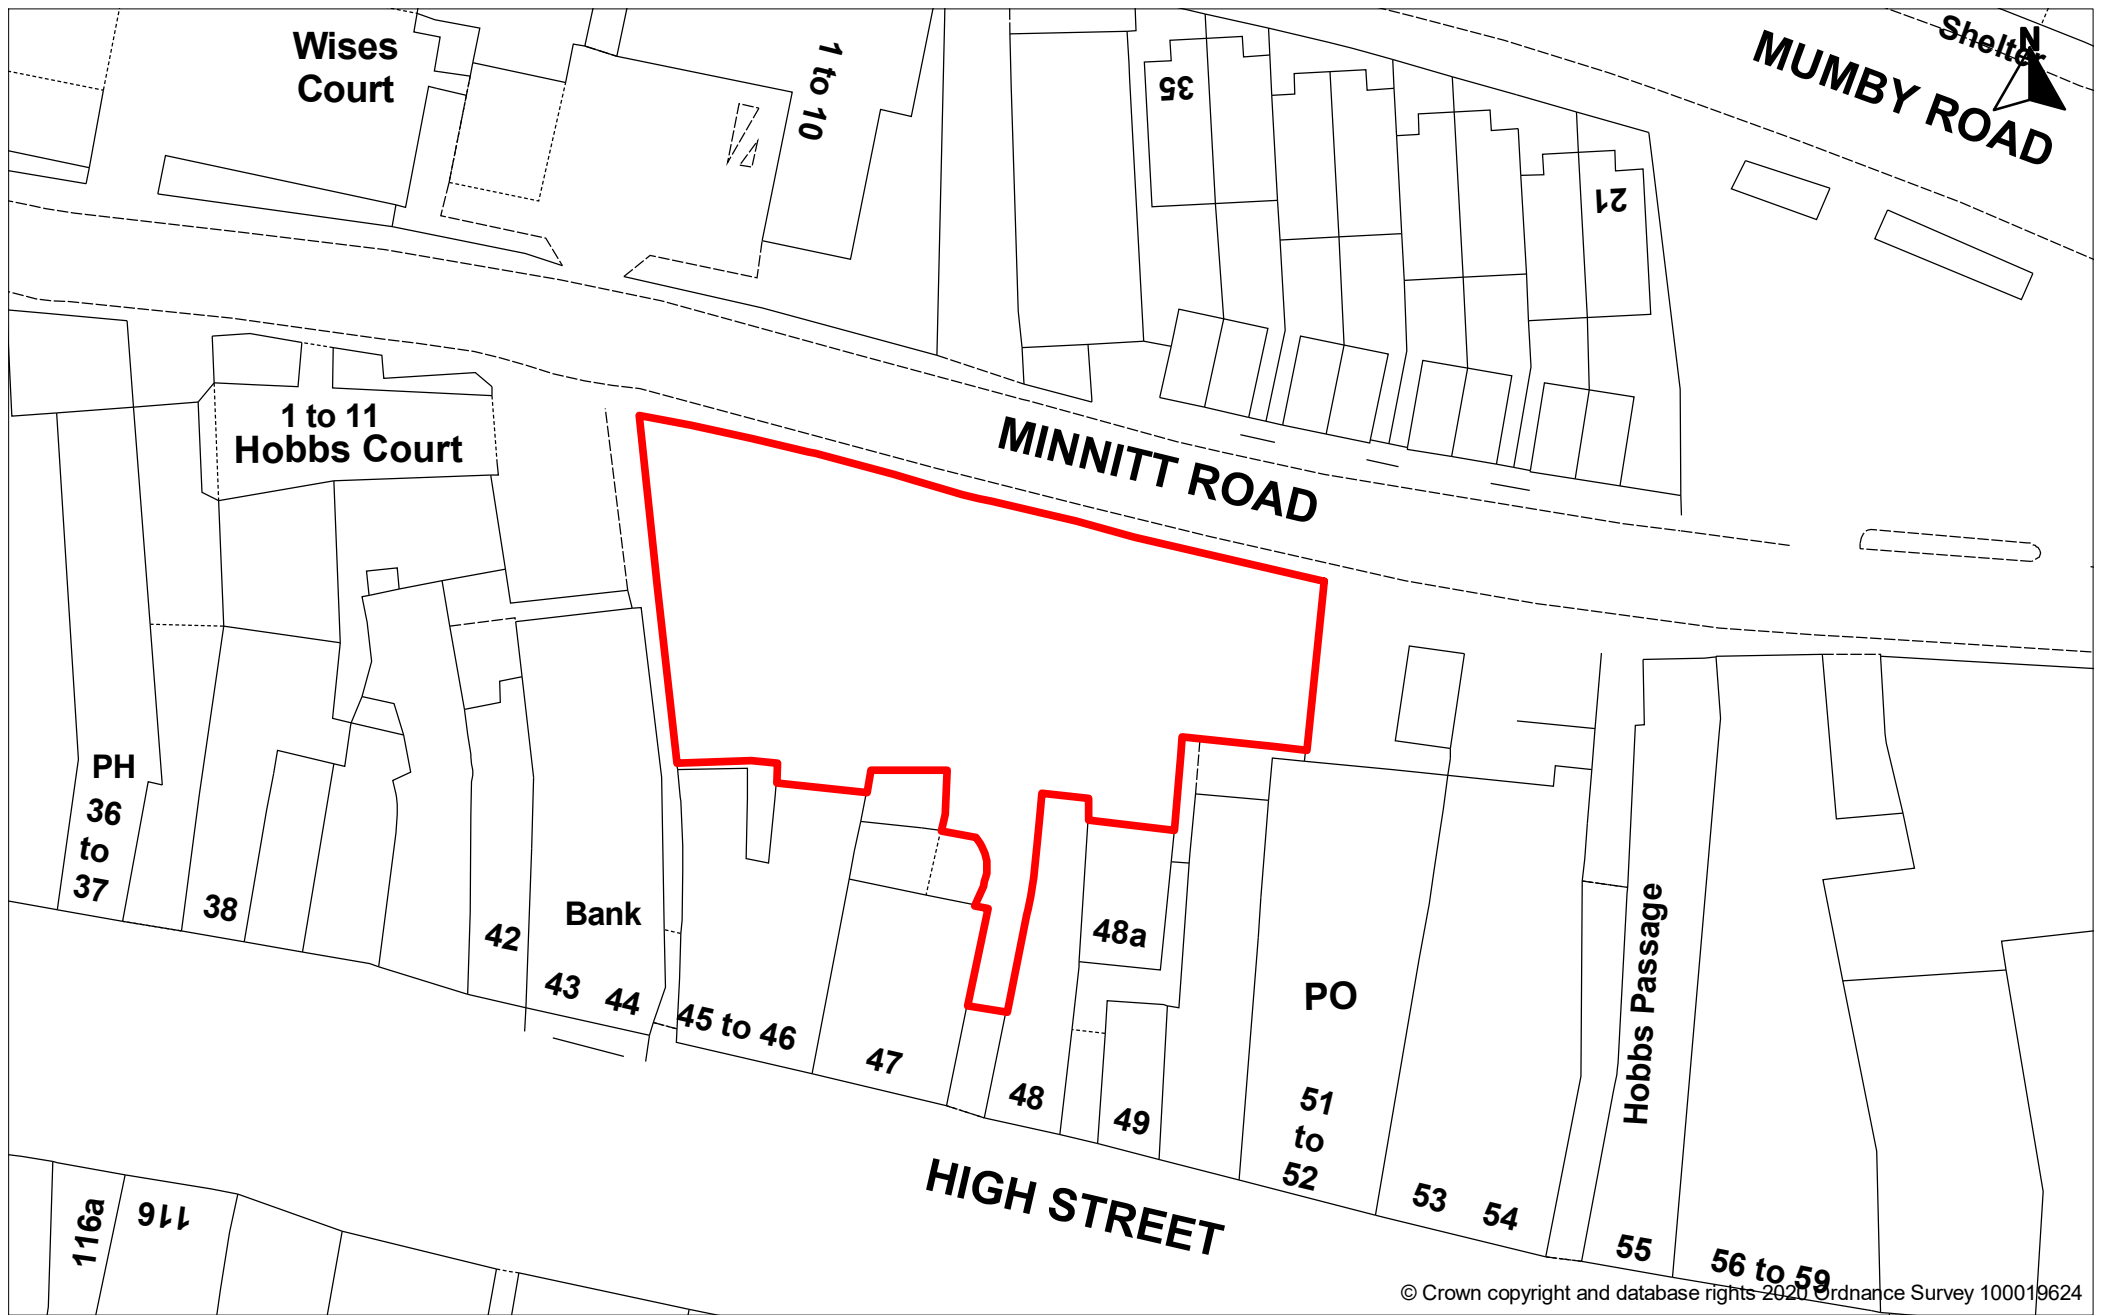 Wises
Court
1 to 10
35
21
Shelter
N
MUMBY ROAD
1 to 11
Hobbs Court
MINNITT ROAD
PH
36
to
37
38
42
Bank
43
44
45 to 46
47
48
48a
49
PO
51
to
52
53
54
Hobbs Passage
55
56 to 59
HIGH STREET
116a
116
© Crown copyright and database rights 2020 Ordnance Survey 100019624